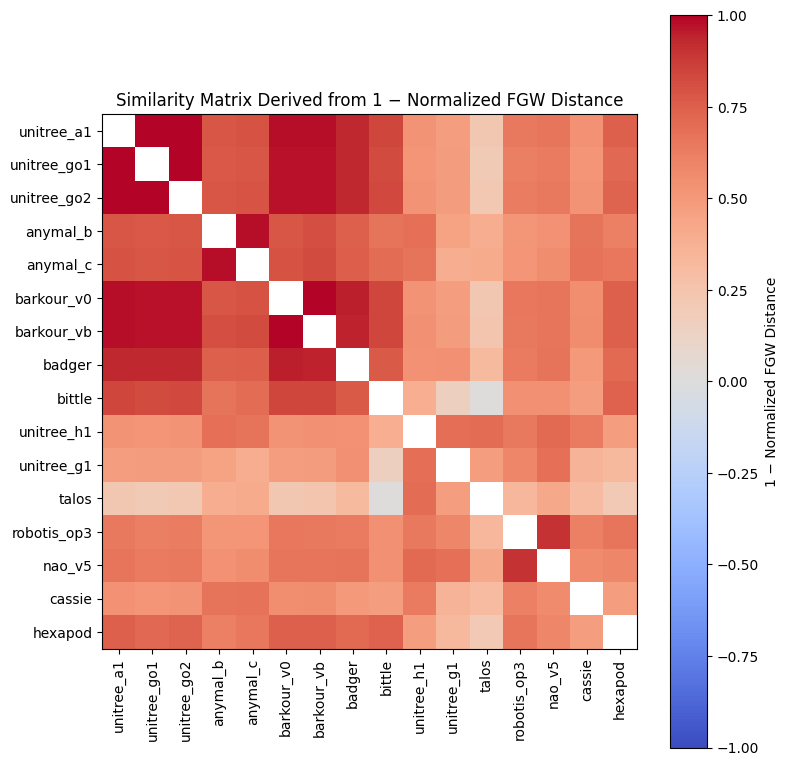 Similarity Matrix Derived from 1 − Normalized FGW Distance
unitree_a1
unitree_go1
unitree_go2
anymal_b
anymal_c
barkour_v0
barkour_vb
badger
bittle
unitree_h1
unitree_g1
talos
robotis_op3
nao_v5
cassie
hexapod
unitree_a1
unitree_go1
unitree_go2
anymal_b
anymal_c
barkour_v0
barkour_vb
badger
bittle
unitree_h1
unitree_g1
talos
robotis_op3
nao_v5
cassie
hexapod
1.00
0.75
0.50
0.25
0.00
−0.25
−0.50
−0.75
−1.00
1 − Normalized FGW Distance